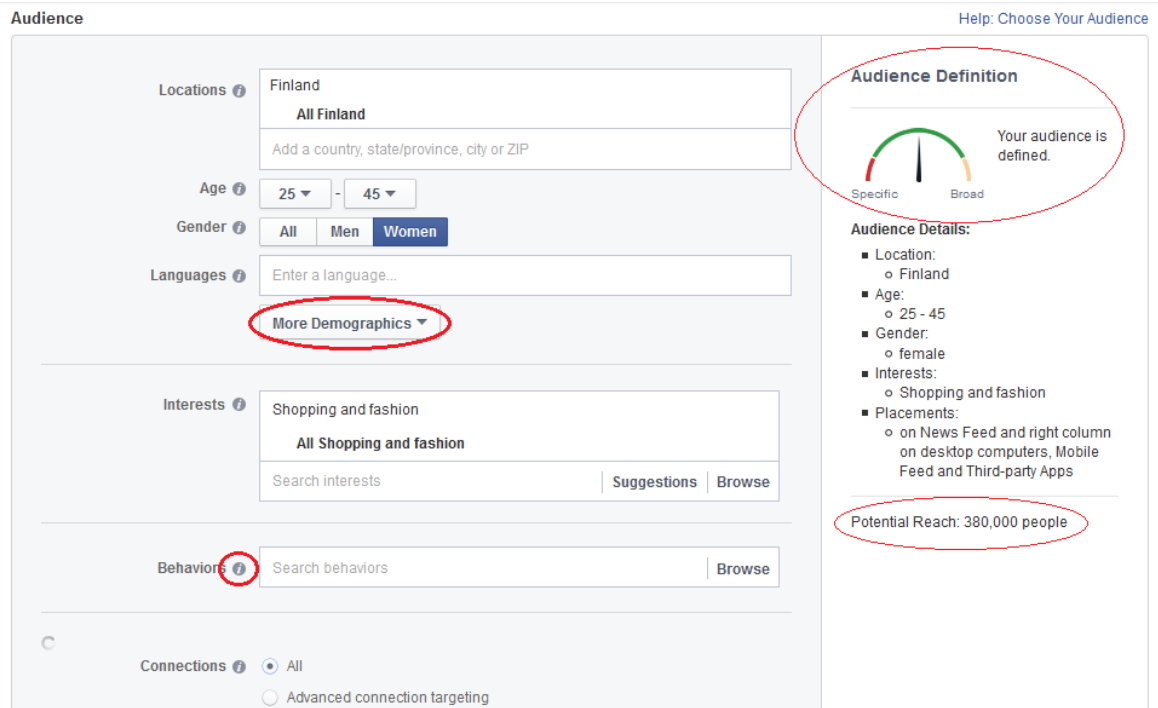 Audience
Help: Choose Your Audience
Locations
Finland
All Finland
Add a country, state/province, city or ZIP
Age
25 - 45
Gender
All Men Women
Languages
Enter a language...
More Demographics
Interests
Shopping and fashion
All Shopping and fashion
Search interests Suggestions Browse
Behaviors
Search behaviors Browse
Connections
All
Advanced connection targeting
Audience Definition
Your audience is
defined.
Specific Broad
Audience Details:
Location:
Finland
Age:
25 - 45
Gender:
female
Interests:
Shopping and fashion
Placements:
on News Feed and right column
on desktop computers, Mobile
Feed and Third-party Apps
Potential Reach: 380,000 people